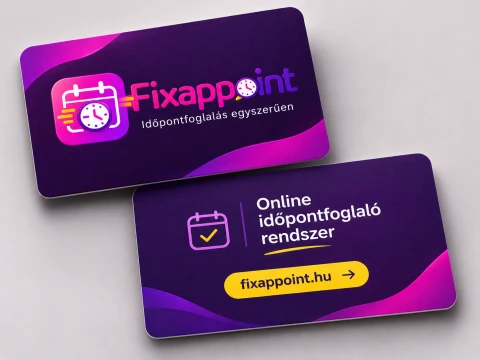 Fixappoint
Időpontfoglalás egyszerűen
Online
időpontfoglaló
rendszer
fixappoint.hu